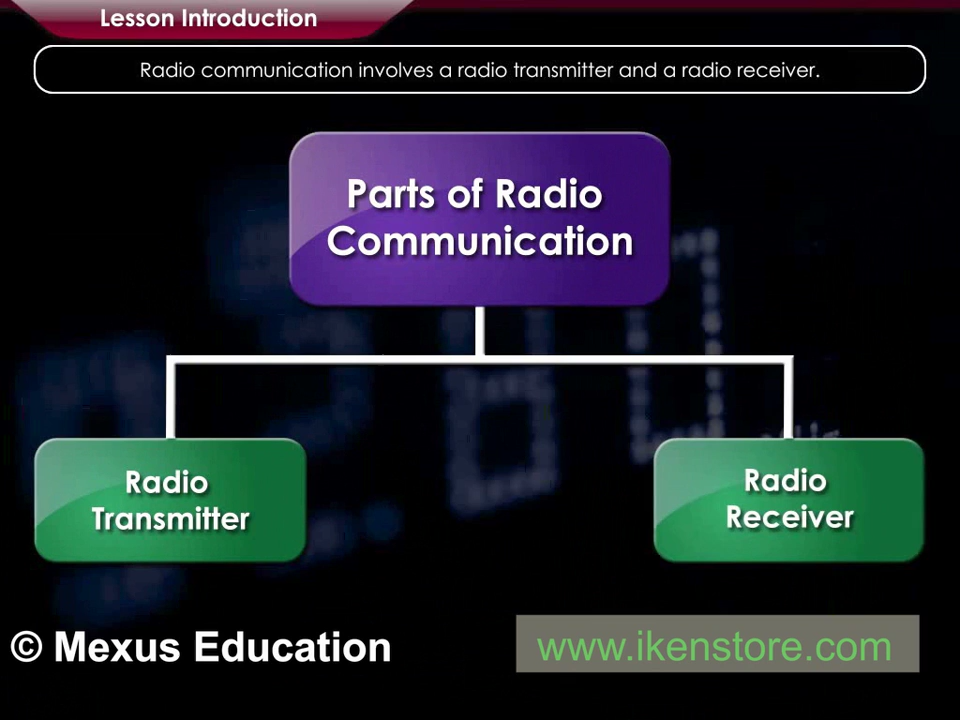 Lesson Introduction
Radio communication involves a radio transmitter and a radio receiver.
Parts of Radio
Communication
Radio
Transmitter
Radio
Receiver
© Mexus Education
www.ikenstore.com